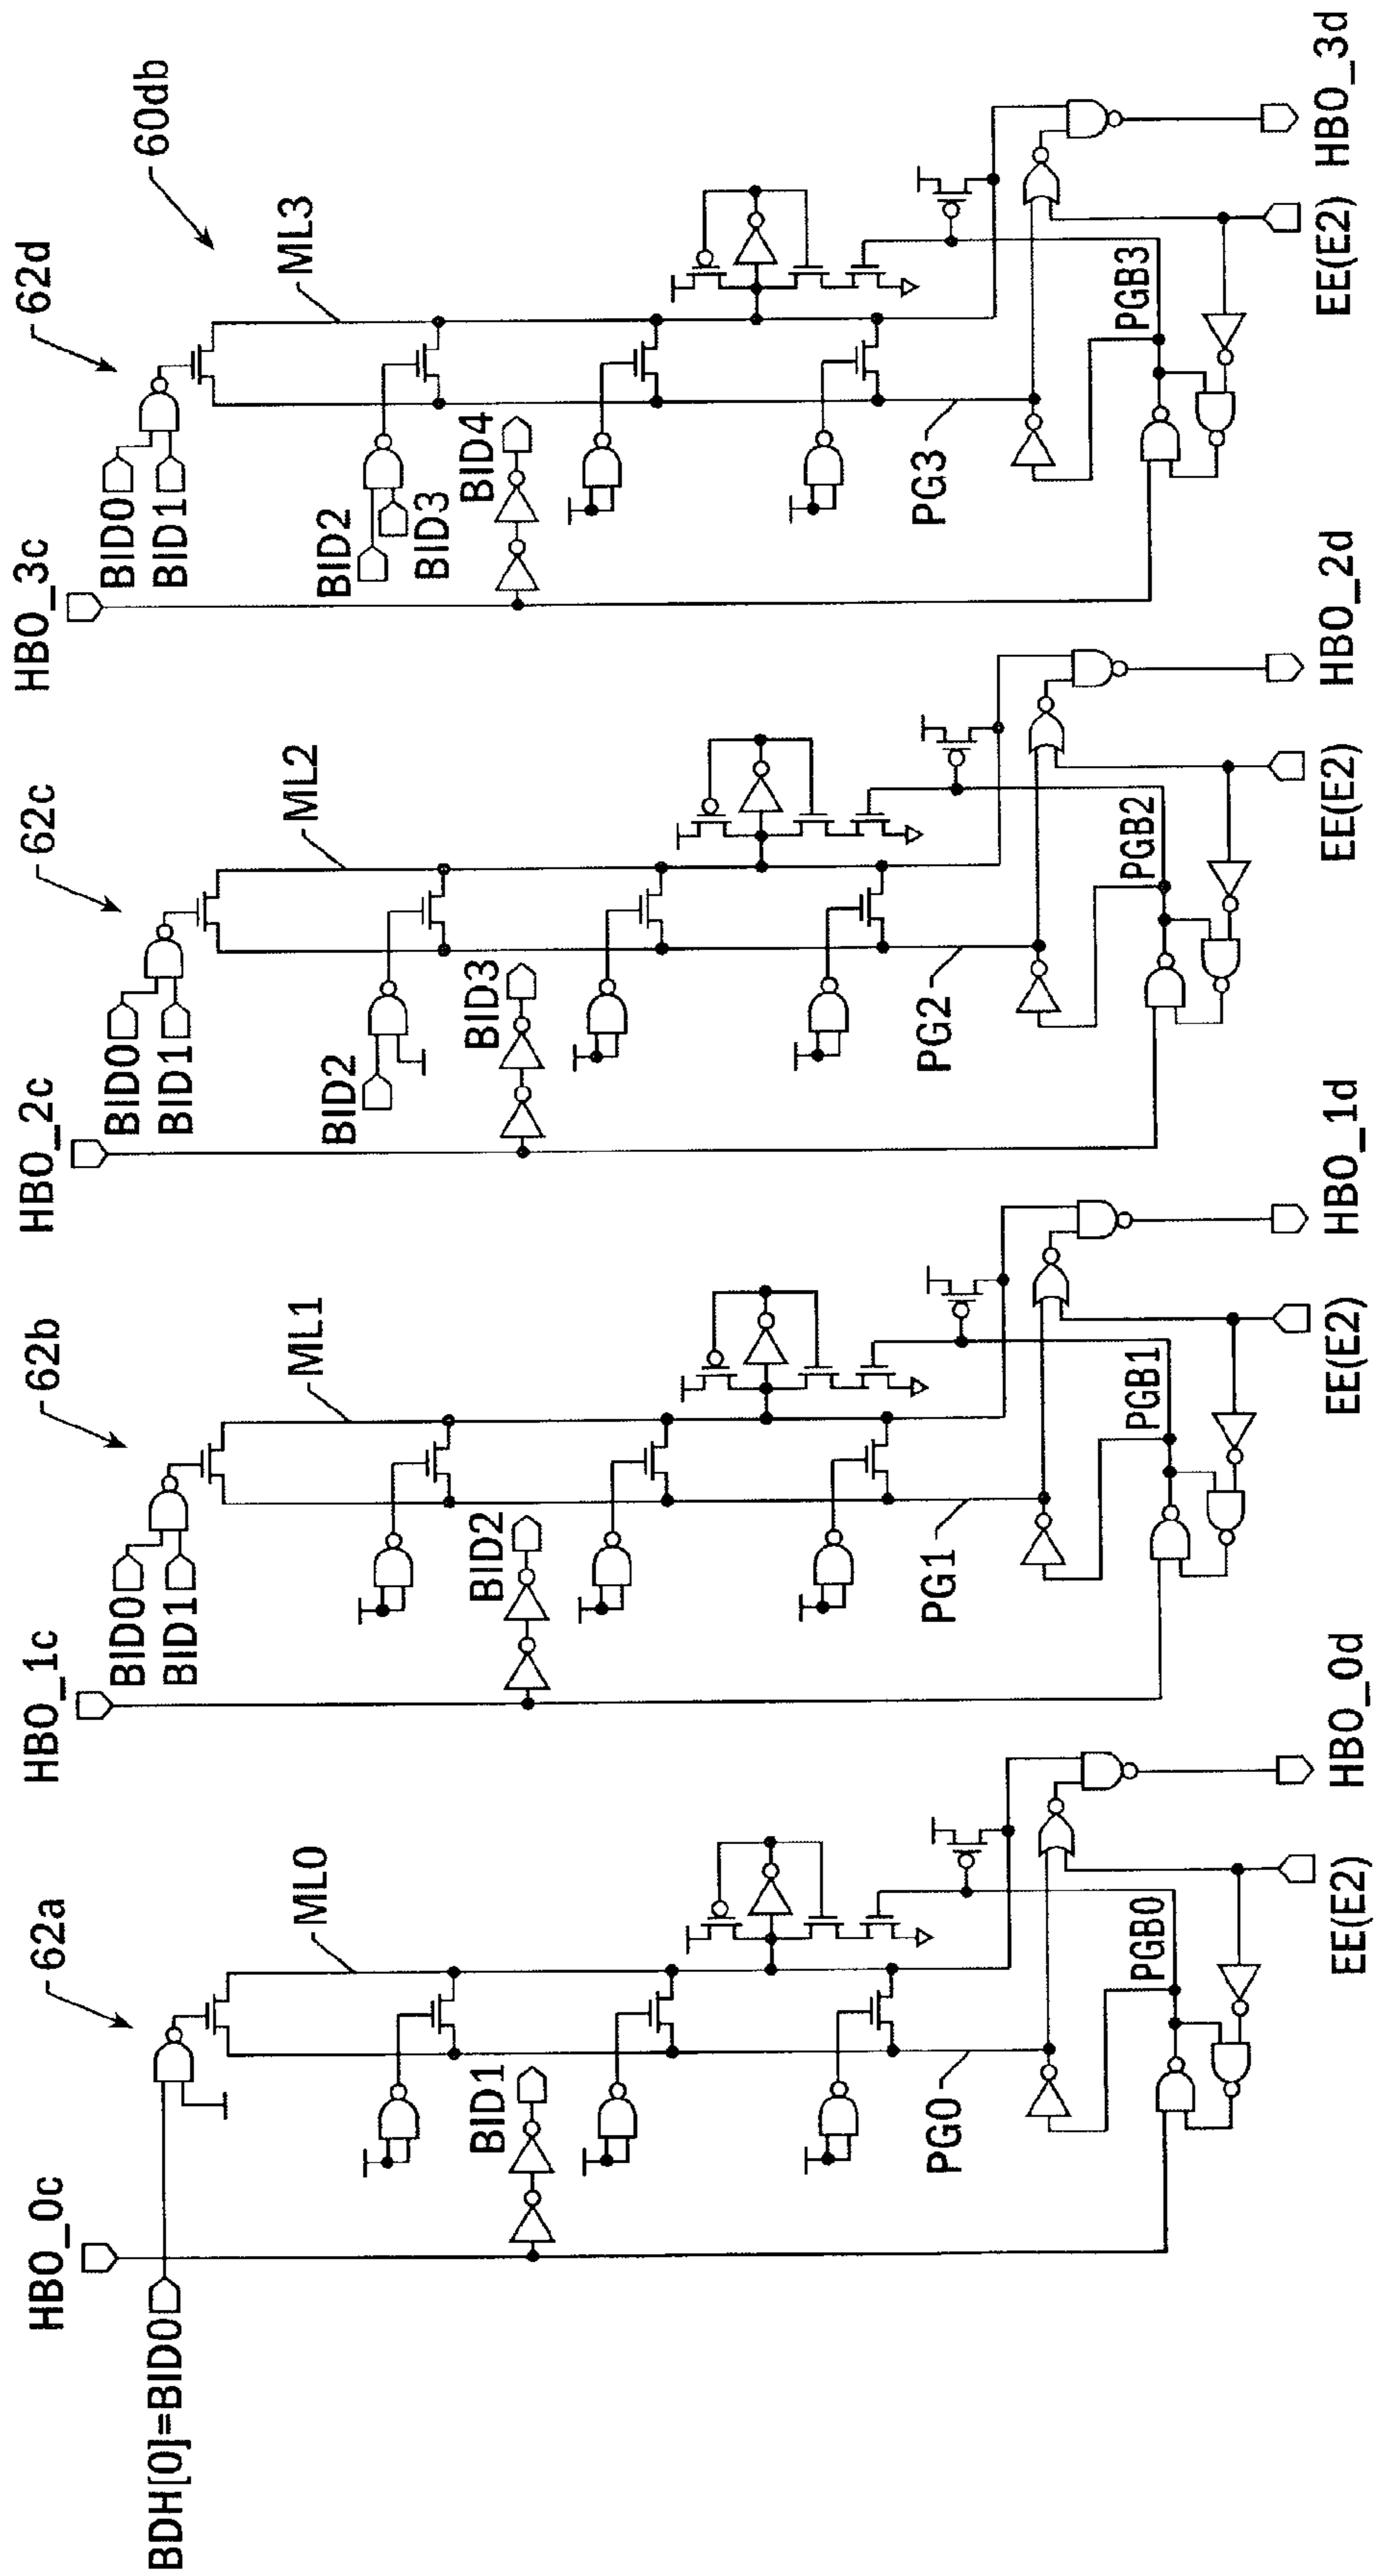 HBO_0c
BDH[0]=BID0
62a
ML0
BID1
PG0
PGB0
EE(E2)
HBO_0d
HBO_1c
BID0
BID1
62b
ML1
BID2
PG1
PGB1
EE(E2)
HBO_1d
HBO_2c
BID0
BID1
62c
ML2
BID2
BID3
PG2
PGB2
EE(E2)
HBO_2d
HBO_3c
BID0
BID1
62d
60db
ML3
BID2
BID3
BID4
PG3
PGB3
EE(E2)
HBO_3d